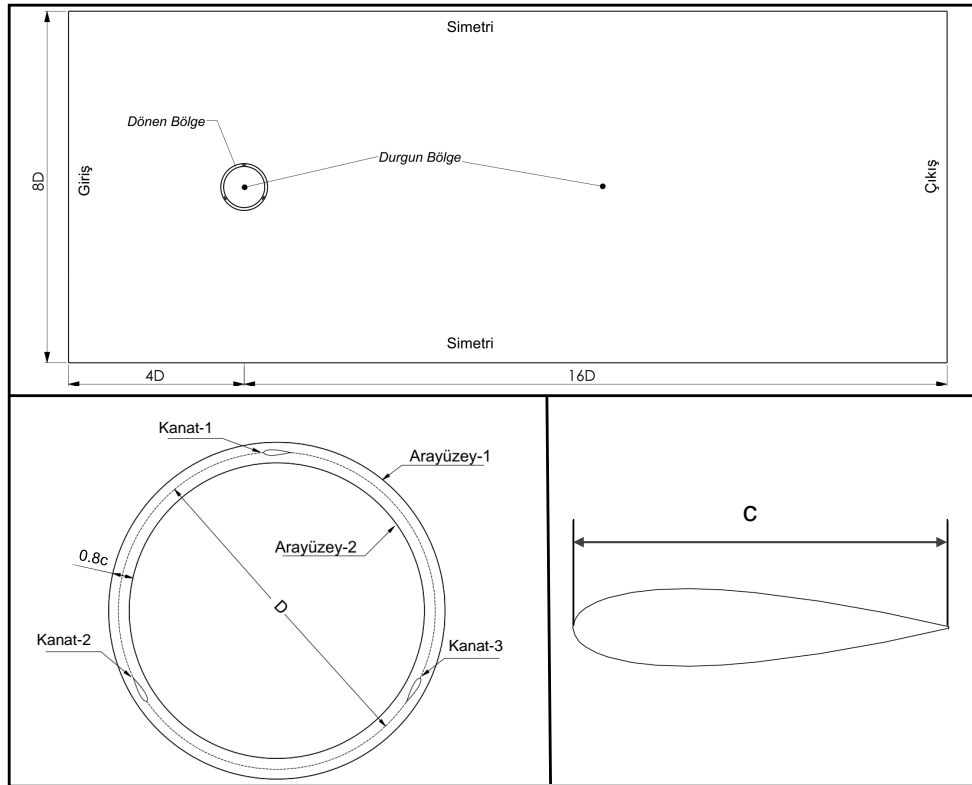 Simetri
Dönen Bölge
Durgun Bölge
8D
Giriş
Çıkış
Simetri
4D
16D
Kanat-1
Arayüzey-1
Arayüzey-2
0.8c
D
Kanat-2
Kanat-3
c